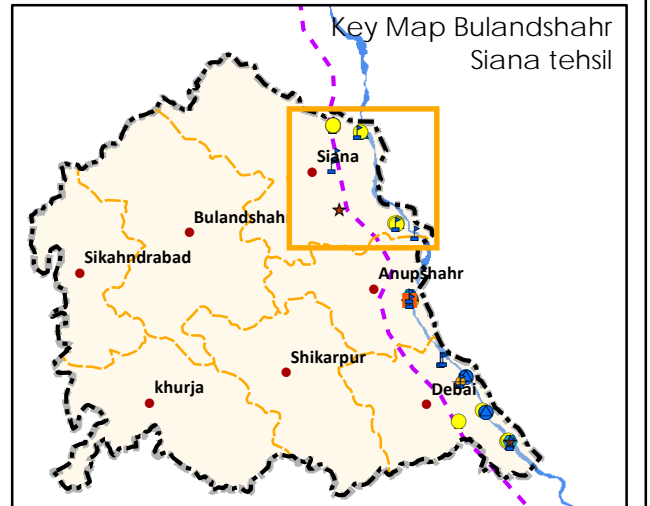 Key Map Bulandshahr
Siana tehsil
Siana
Bulandshah
Sikahndrabad
Anupshahr
Shikarpur
khurja
Debai